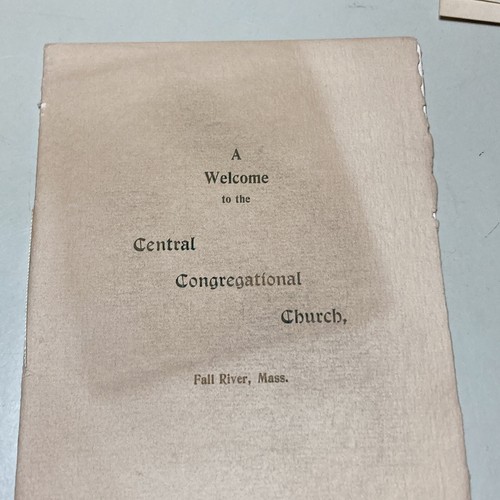 A
Welcome
to the
Central
Congregational
Church,
Fall River, Mass.